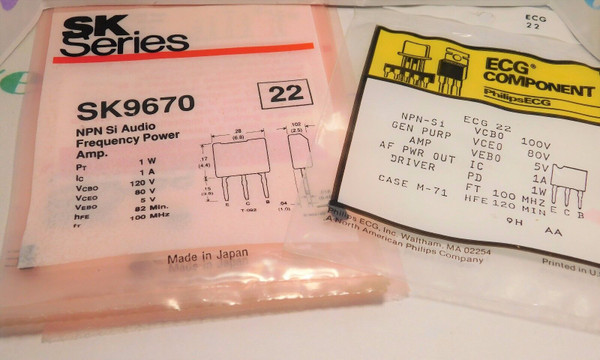 SK
Series
SK9670
22
NPN Si Audio
Frequency Power
Amp.
PT 1 W
IC 1 A
VCBO 120 V
VCEO 80 V
VEBO 5 V
hFE 82 Min.
fT 100 MHz
E C B
T-092
Made in Japan
ECG
22
ECG®
COMPONENT
PhilipsECG
NPN-Si
GEN PURP
AMP
AF PWR OUT
DRIVER
CASE M-71
ECG 22
VCBO 100V
VCEO 80V
VEBO 5V
IC 1A
PD 1W
FT 100 MHZ
HFE 120 MIN
E C B
9H AA
Philips ECG, Inc Waltham, MA 02254
A North American Philips Company
Printed in U.S